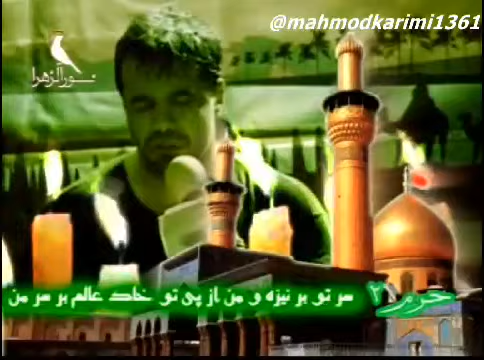 @mahmodkarimi1361
نورالزهرا
سر تو بر نیزه و من از پی تو خاک عالم بر سر من
حرم ۲